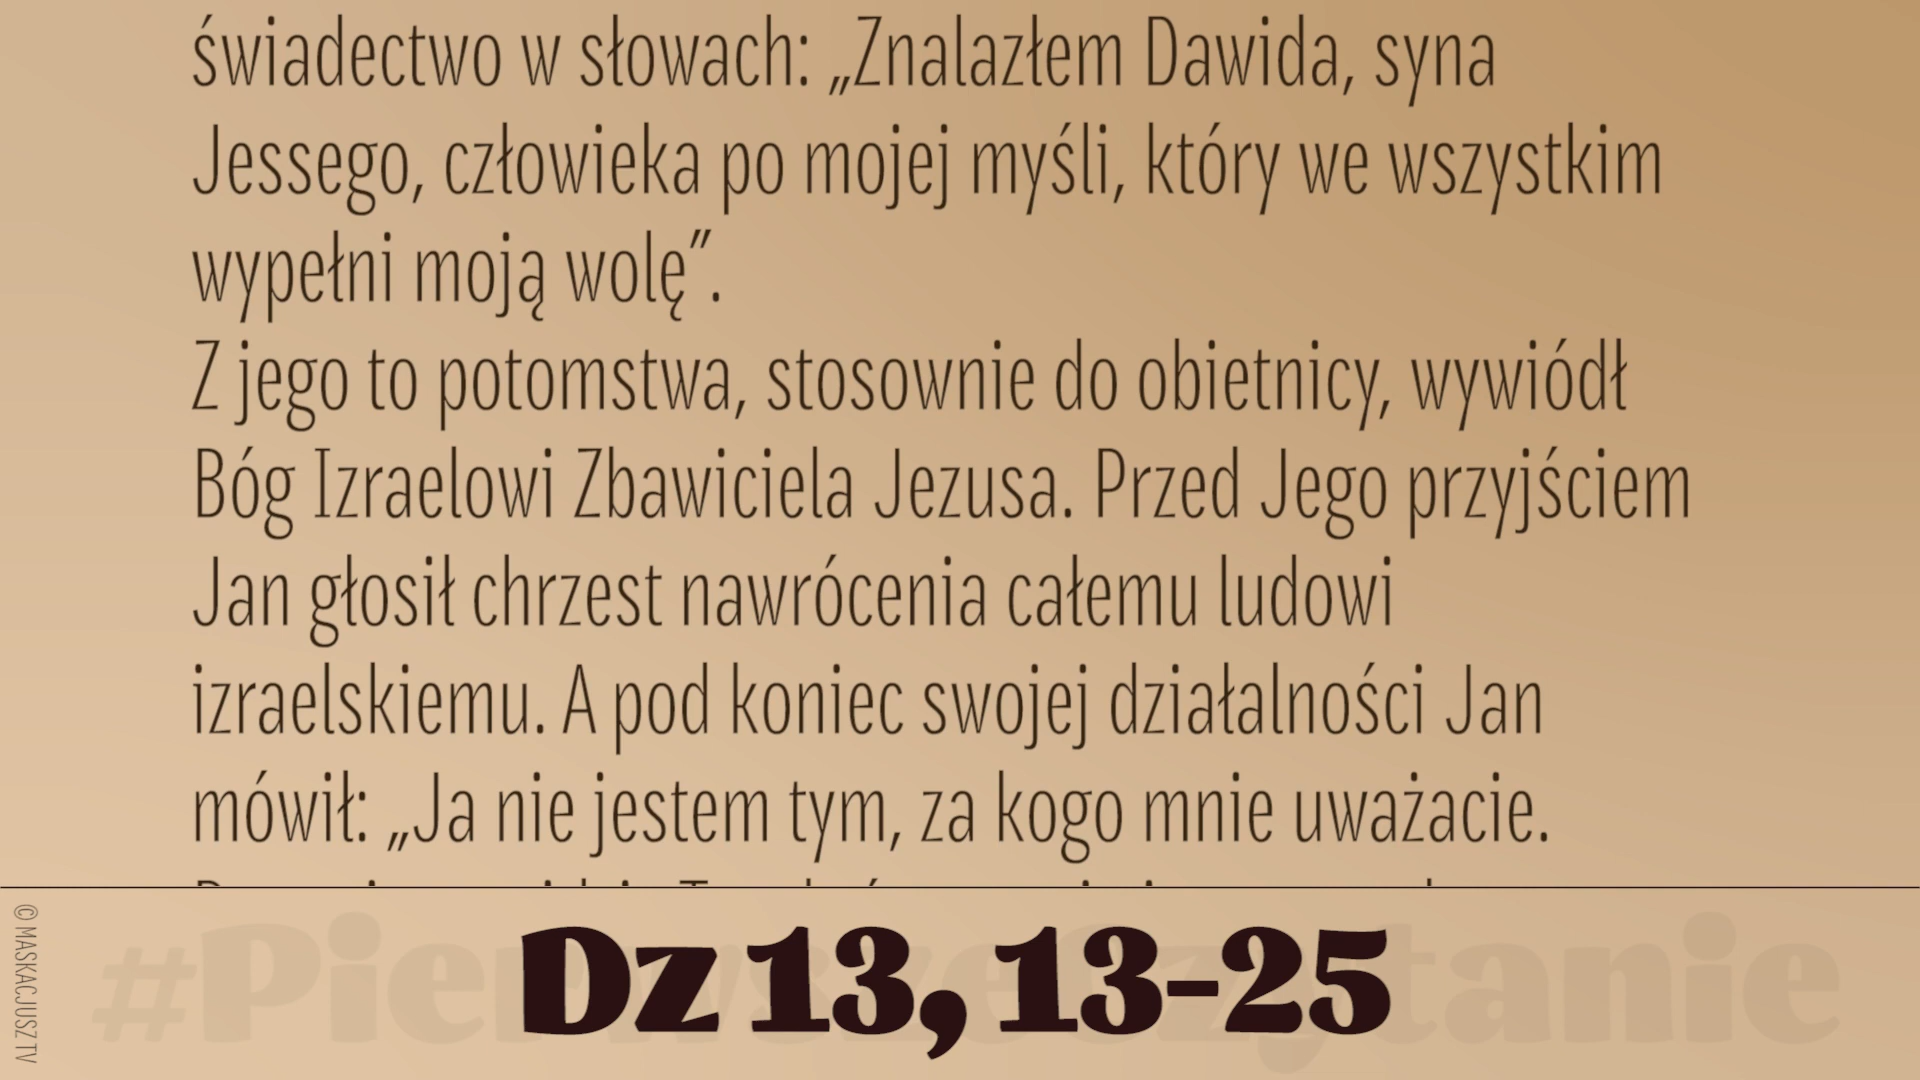 świadectwo w słowach: „Znalazłem Dawida, syna
Jessego, człowieka po mojej myśli, który we wszystkim
wypełni moją wolę”.
Z jego to potomstwa, stosownie do obietnicy, wywiódł
Bóg Izraelowi Zbawiciela Jezusa. Przed Jego przyjściem
Jan głosił chrzest nawrócenia całemu ludowi
izraelskiemu. A pod koniec swojej działalności Jan
mówił: „Ja nie jestem tym, za kogo mnie uważacie.
#PierwszeCzytanie
Dz 13, 13-25
© MASKACJUSZ TV